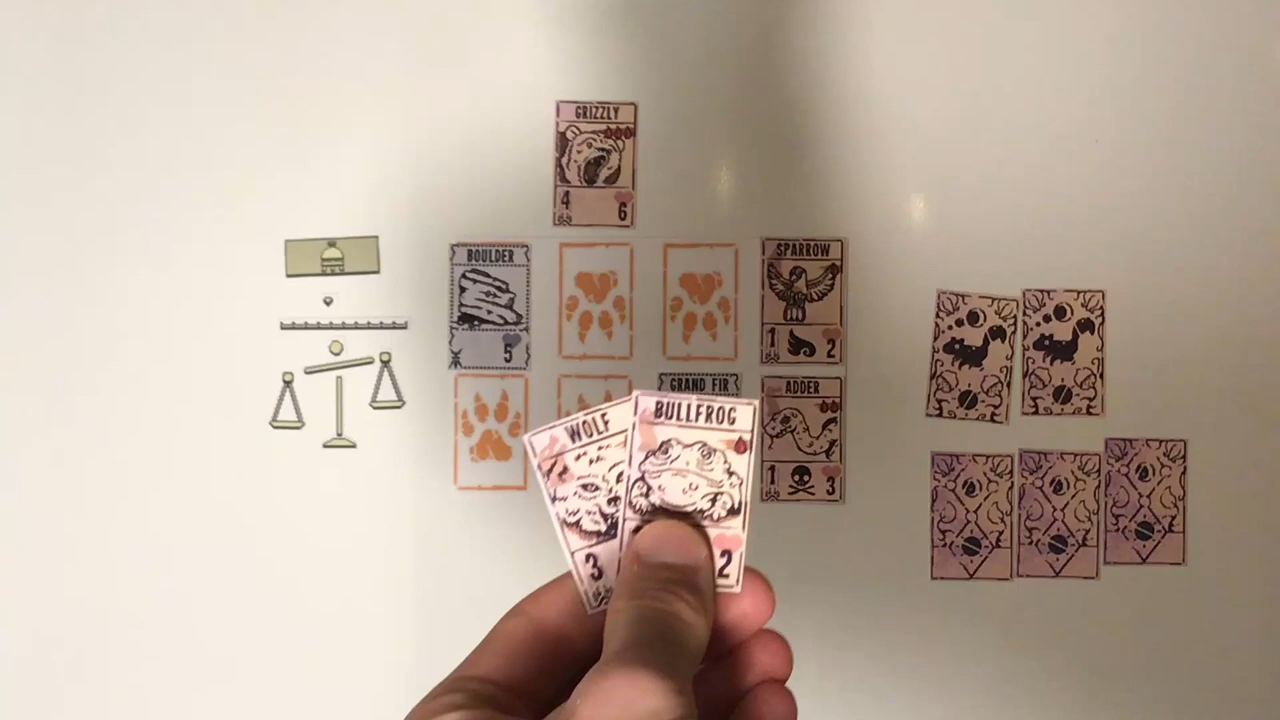 GRIZZLY
4
6
BOULDER
5
SPARROW
1
2
GRAND FIR
ADDER
1
3
WOLF
3
BULLFROG
2